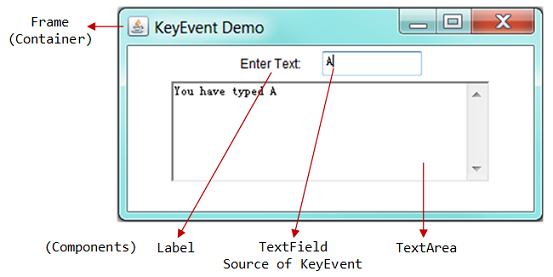 Frame
(Container)
KeyEvent Demo
Enter Text:
A
You have typed A
(Components)
Label
TextField
Source of KeyEvent
TextArea